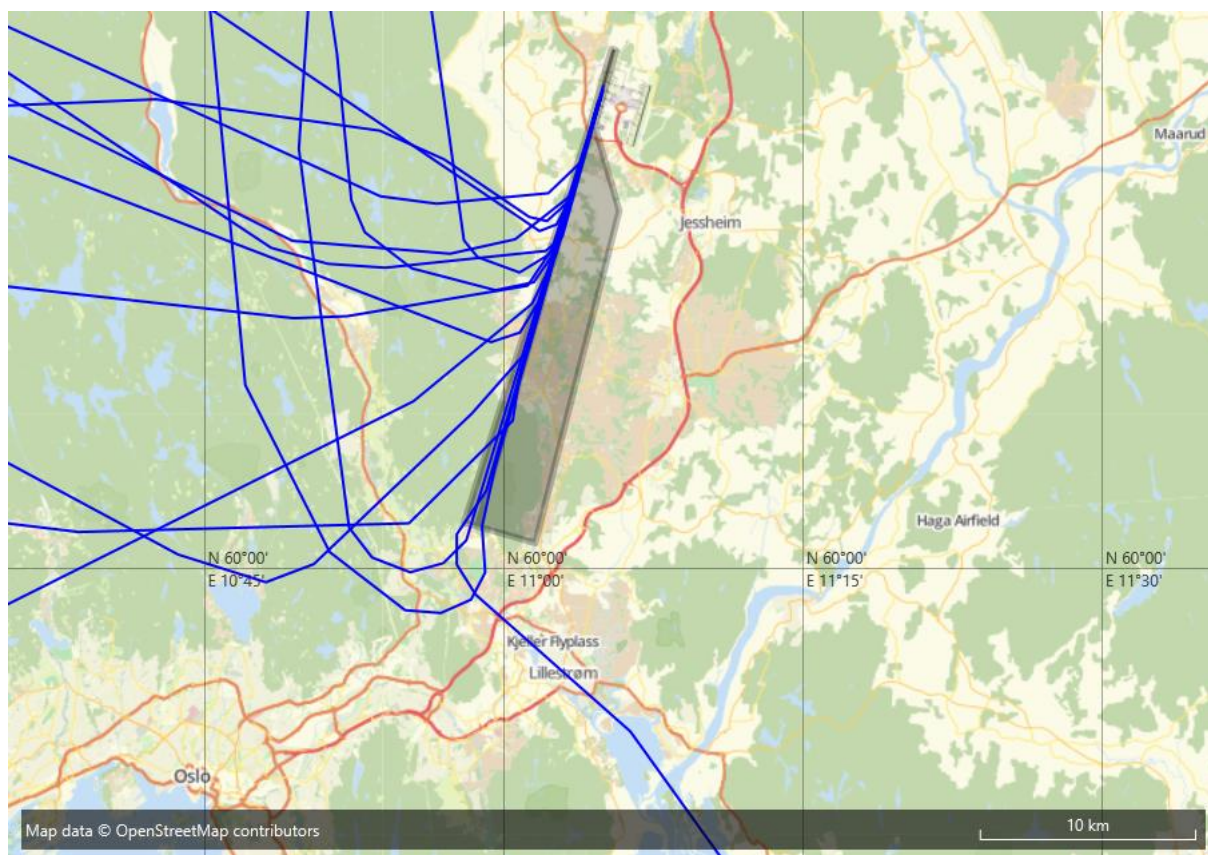 Maarud
Jessheim
Haga Airfield
N 60°00'
E 10°45'
N 60°00'
E 11°00'
N 60°00'
E 11°15'
N 60°00'
E 11°30'
Kjeller Flyplass
Lillestrøm
Oslo
Map data © OpenStreetMap contributors
10 km